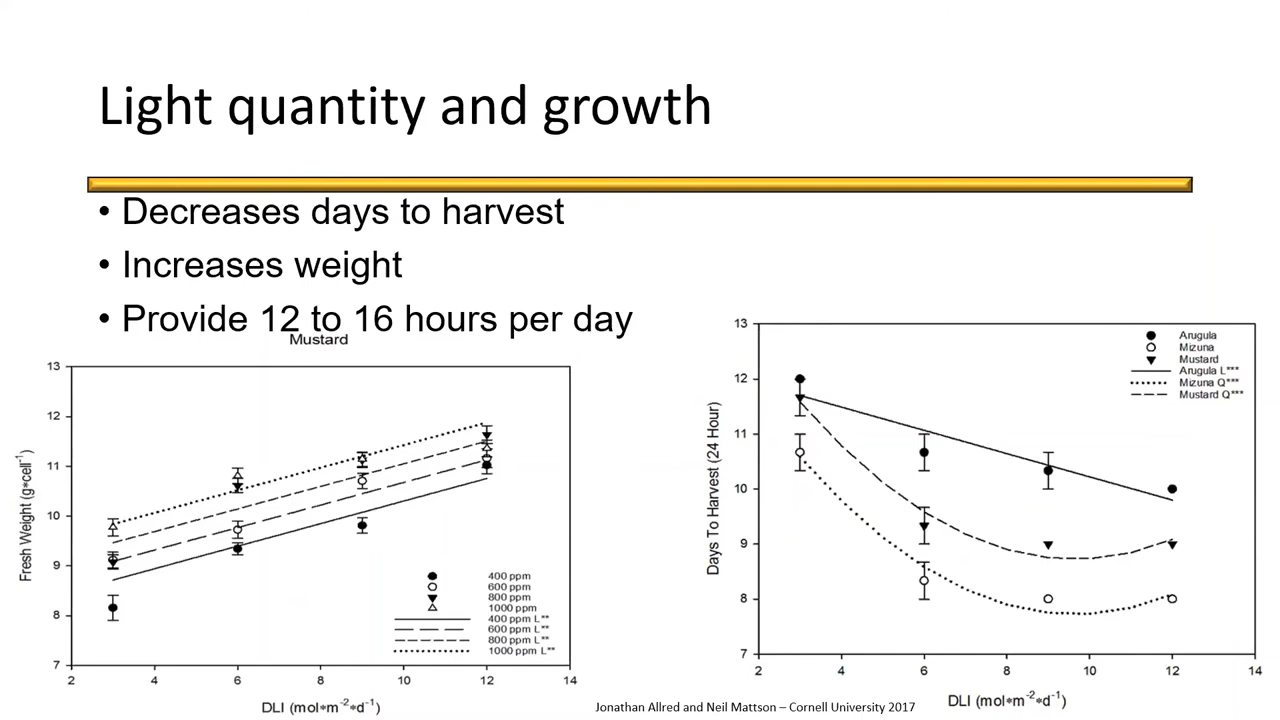 Light quantity and growth
• Decreases days to harvest
• Increases weight
• Provide 12 to 16 hours per day
Mustard
13
12
11
10
9
8
7
Fresh Weight (g∗cell⁻¹)
400 ppm
600 ppm
800 ppm
1000 ppm
400 ppm L**
600 ppm L**
800 ppm L**
1000 ppm L**
2 4 6 8 10 12 14
DLI (mol∗m⁻²∗d⁻¹)
13
12
11
10
9
8
7
Days To Harvest (24 Hour)
Arugula
Mizuna
Mustard
Arugula L***
Mizuna Q***
Mustard Q***
2 4 6 8 10 12 14
DLI (mol∗m⁻²∗d⁻¹)
Jonathan Allred and Neil Mattson – Cornell University 2017